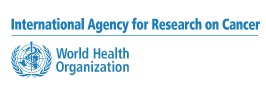 International Agency for Research on Cancer
World Health
Organization